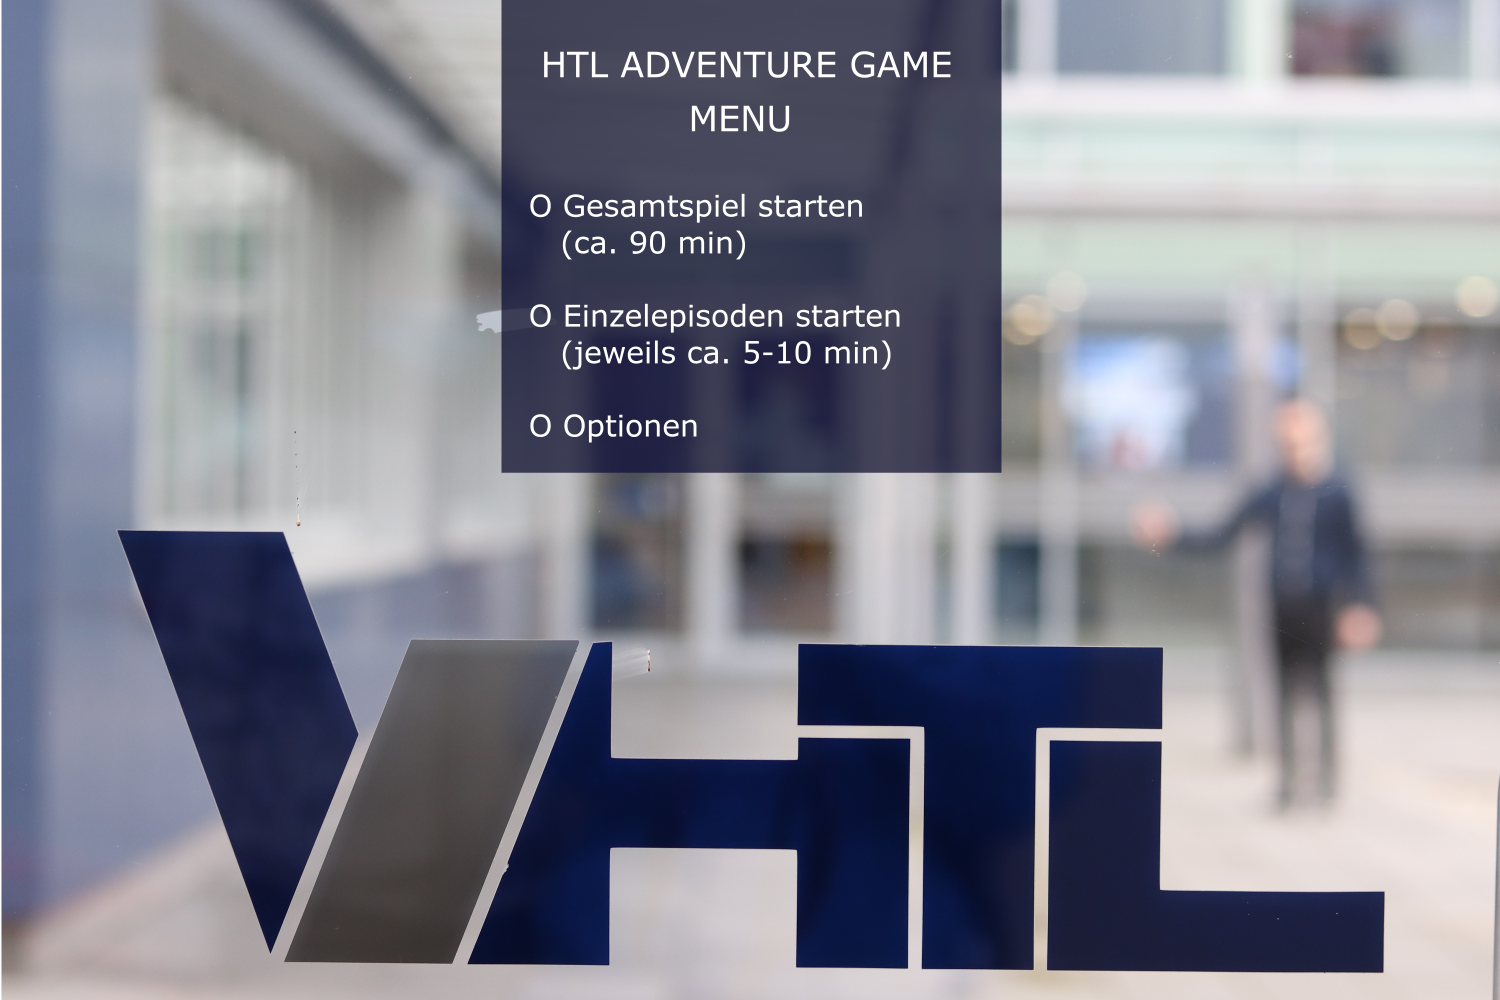 HTL ADVENTURE GAME
MENU
O Gesamtspiel starten
(ca. 90 min)
O Einzelepisoden starten
(jeweils ca. 5-10 min)
O Optionen
VHTL